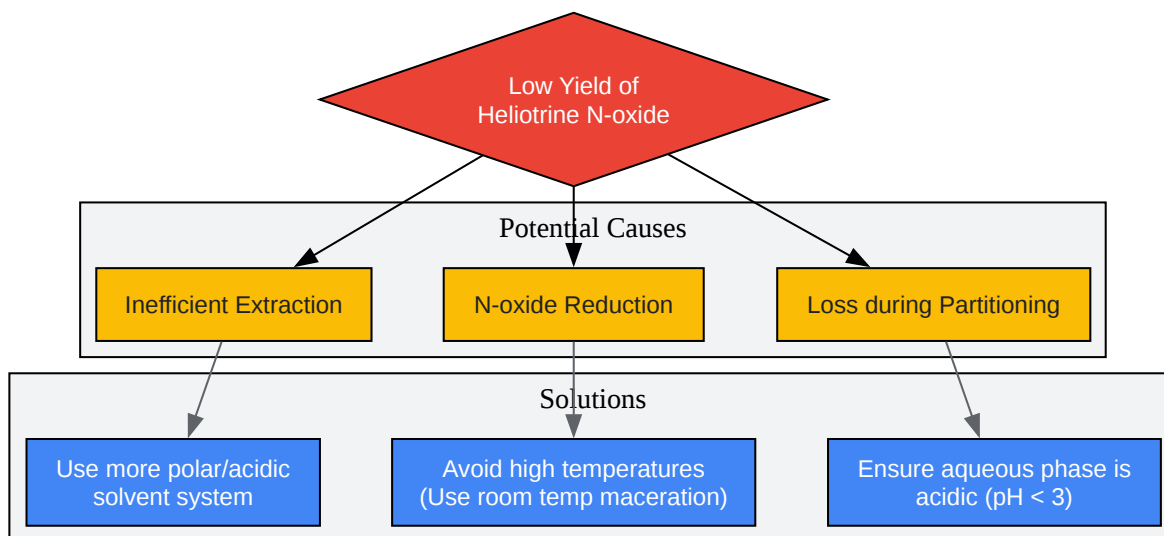 Low Yield of
Heliotrine N-oxide
Potential Causes
Inefficient Extraction
N-oxide Reduction
Loss during Partitioning
Solutions
Use more polar/acidic
solvent system
Avoid high temperatures
(Use room temp maceration)
Ensure aqueous phase is
acidic (pH < 3)